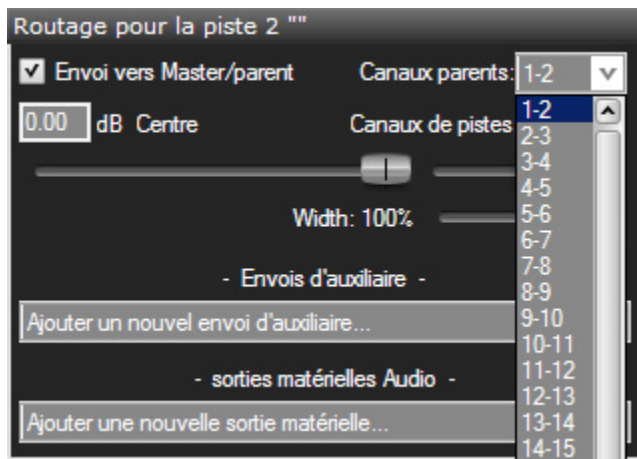 Routage pour la piste 2 ""
Envoi vers Master/parent Canaux parents: 1-2
0.00 dB Centre Canaux de pistes
1-2
2-3
3-4
4-5
5-6
6-7
7-8
8-9
9-10
10-11
11-12
12-13
13-14
14-15
Width: 100%
- Envois d'auxiliaire -
Ajouter un nouvel envoi d'auxiliaire...
- sorties matérielles Audio -
Ajouter une nouvelle sortie matérielle...